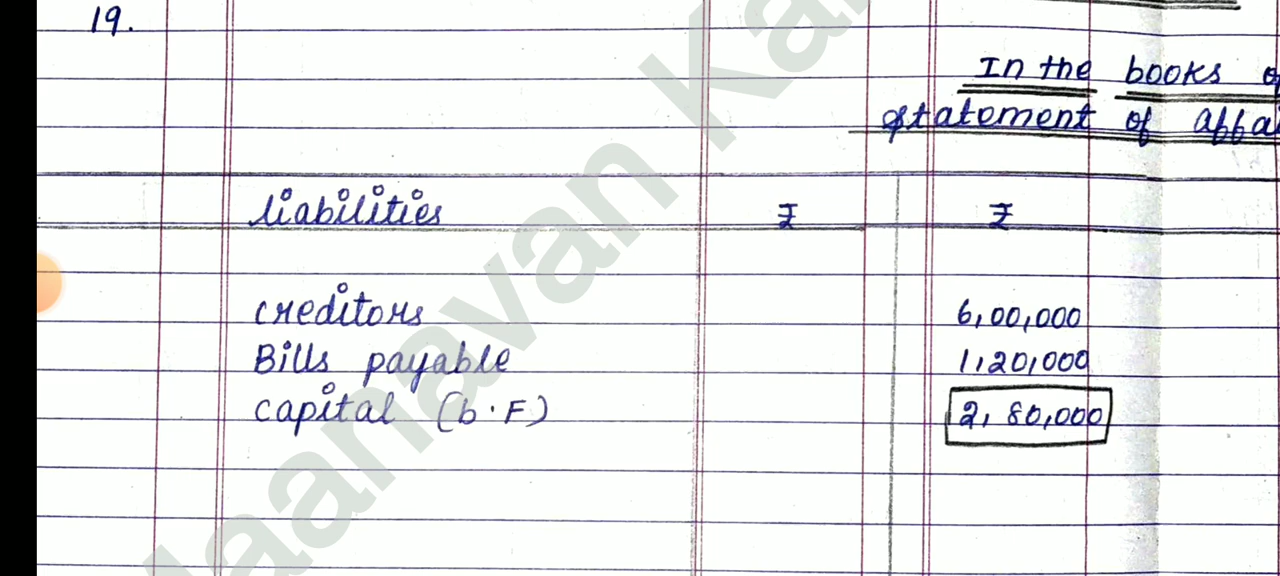 19.
In the books
statement of affai
liabilities ₹ ₹
creditors 6,00,000
Bills payable 1,20,000
capital (b.F) 2,80,000